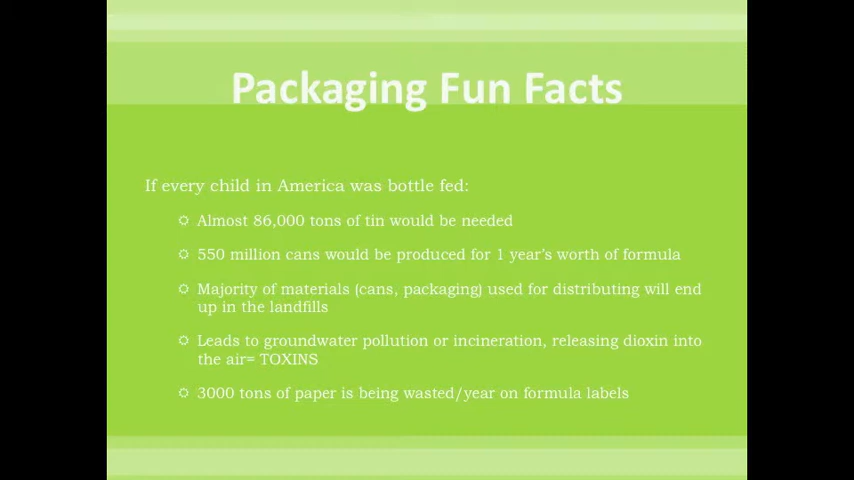 Packaging Fun Facts
If every child in America was bottle fed:
Almost 86,000 tons of tin would be needed
550 million cans would be produced for 1 year's worth of formula
Majority of materials (cans, packaging) used for distributing will end
up in the landfills
Leads to groundwater pollution or incineration, releasing dioxin into
the air= TOXINS
3000 tons of paper is being wasted/year on formula labels